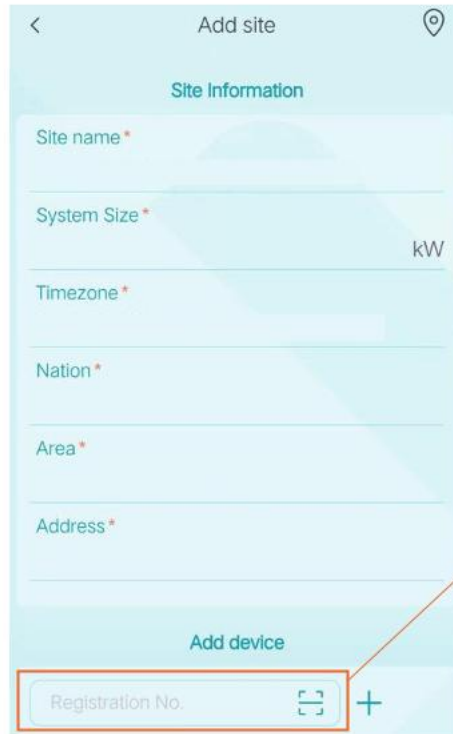 Add site
Site Information
Site name *
System Size *
kW
Timezone *
Nation *
Area *
Address *
Add device
Registration No.